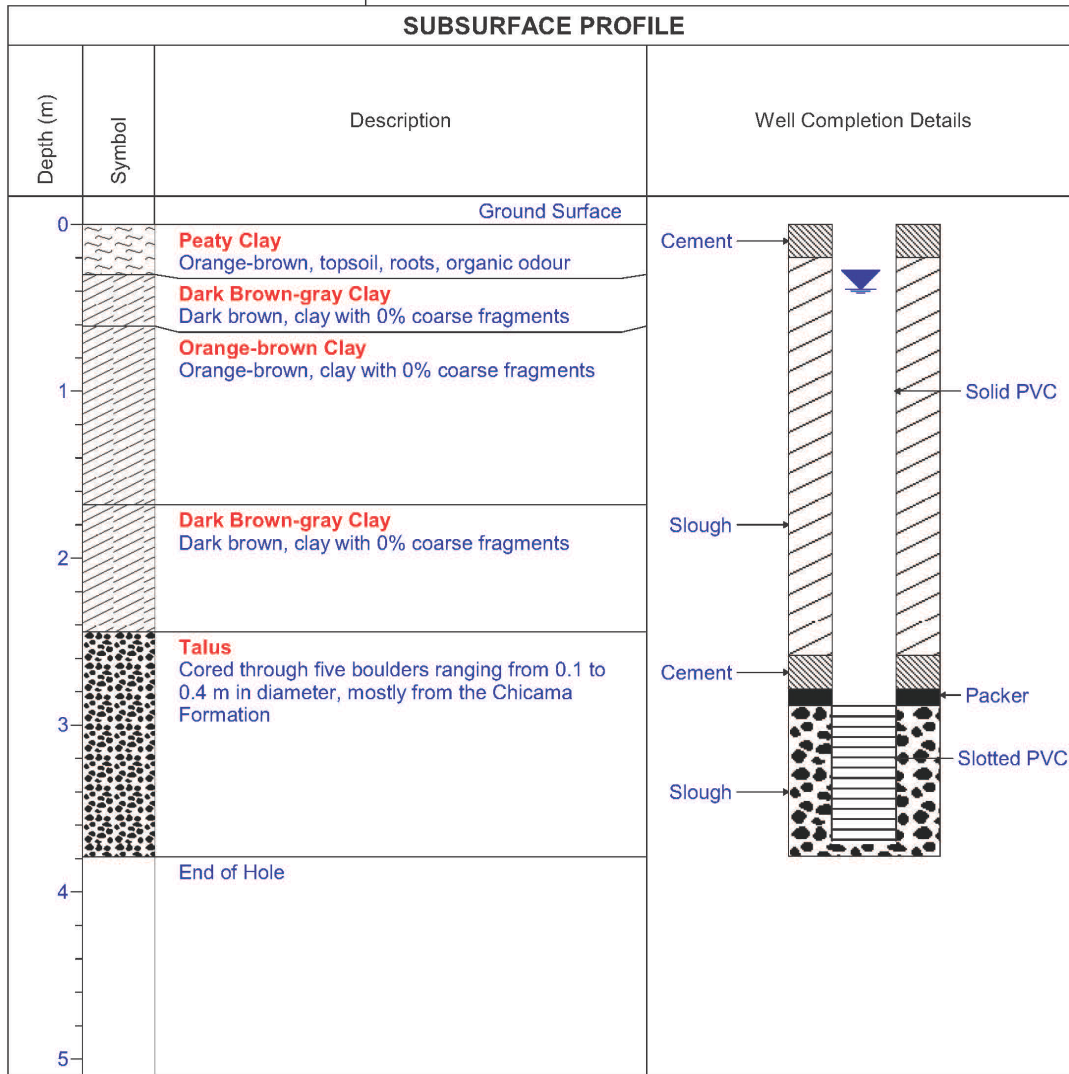 SUBSURFACE PROFILE
Depth (m)
Symbol
Description
Well Completion Details
Ground Surface
0
Peaty Clay
Orange-brown, topsoil, roots, organic odour
Dark Brown-gray Clay
Dark brown, clay with 0% coarse fragments
Orange-brown Clay
Orange-brown, clay with 0% coarse fragments
1
Dark Brown-gray Clay
Dark brown, clay with 0% coarse fragments
2
Talus
Cored through five boulders ranging from 0.1 to
0.4 m in diameter, mostly from the Chicama
Formation
3
End of Hole
4
5
Cement
Solid PVC
Slough
Cement
Packer
Slotted PVC
Slough